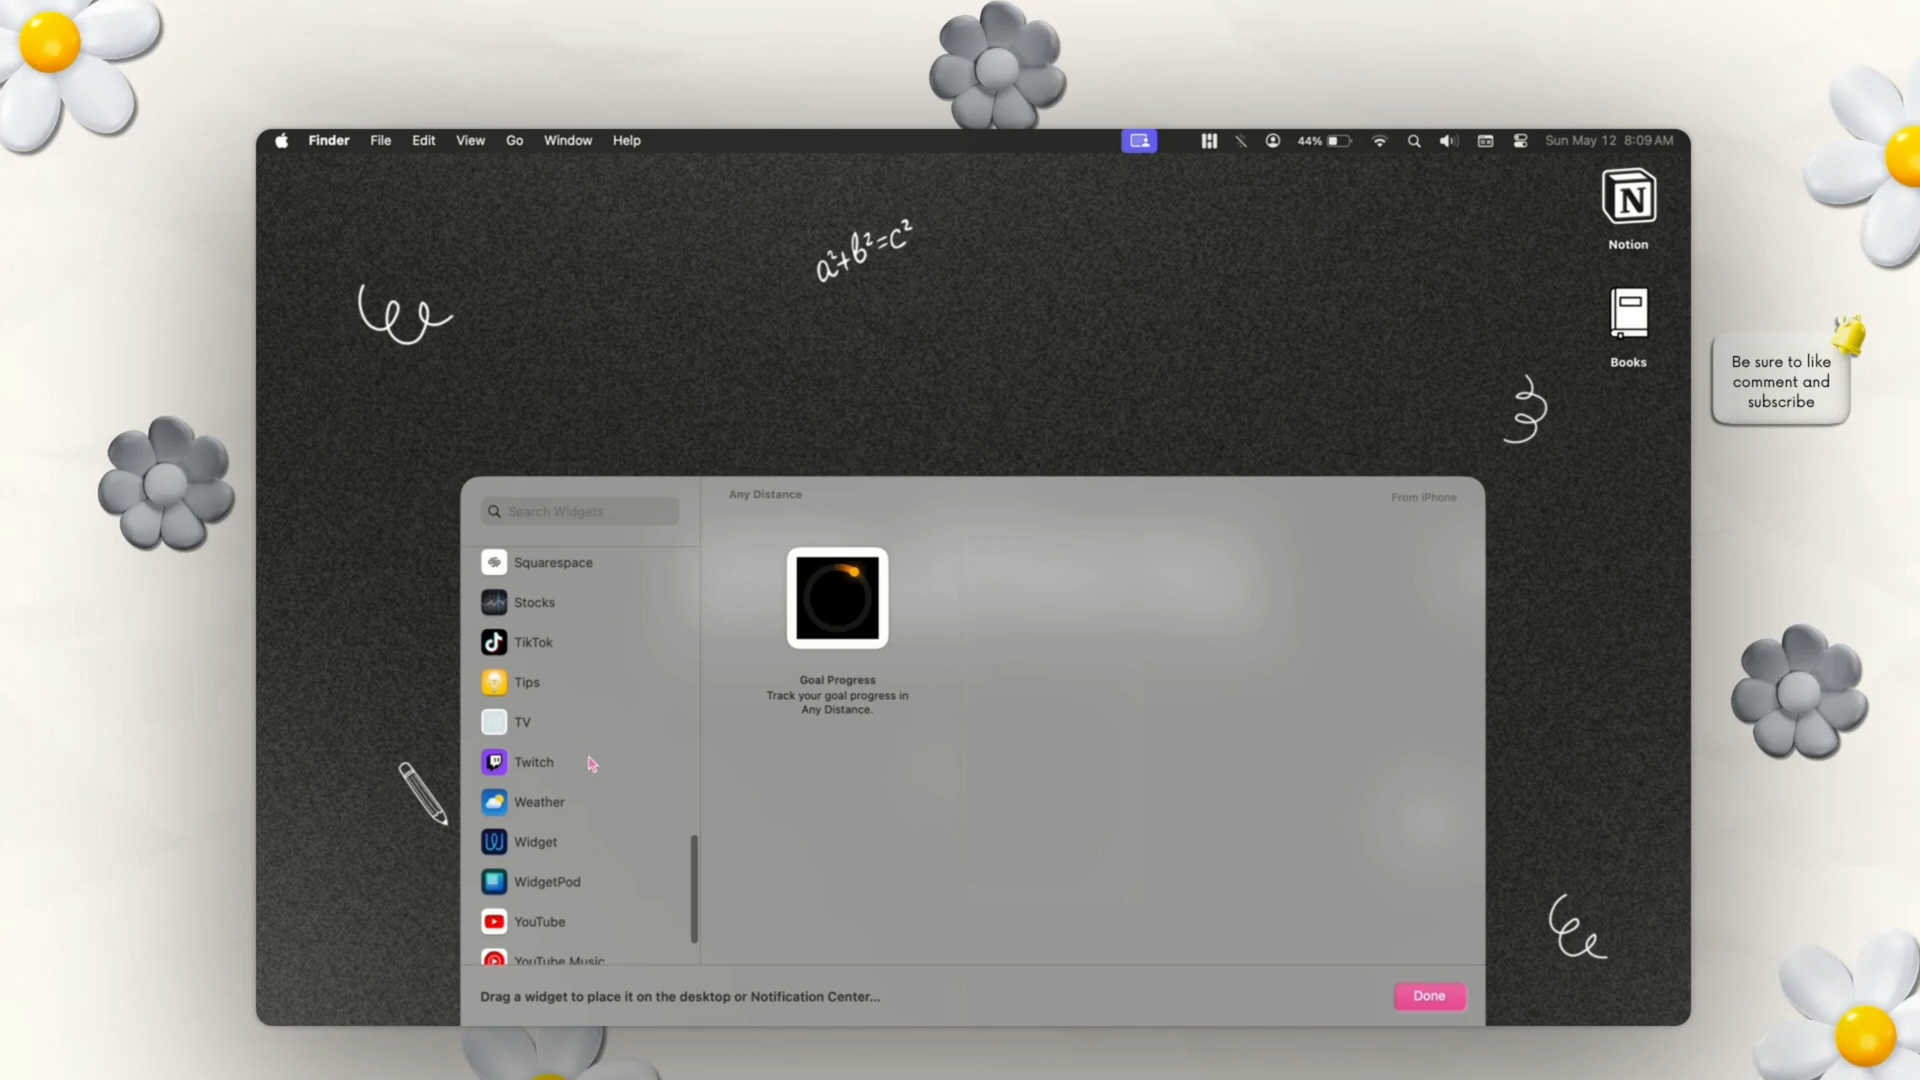 Finder File Edit View Go Window Help 44% Sun May 12 8:09 AM
N
Notion
a²+b²=c²
Books
Be sure to like
comment and
subscribe
Search Widgets
Any Distance
From iPhone
Squarespace
Stocks
TikTok
Tips
TV
Twitch
Weather
Widget
WidgetPod
YouTube
YouTube Music
Goal Progress
Track your goal progress in
Any Distance.
Drag a widget to place it on the desktop or Notification Center...
Done